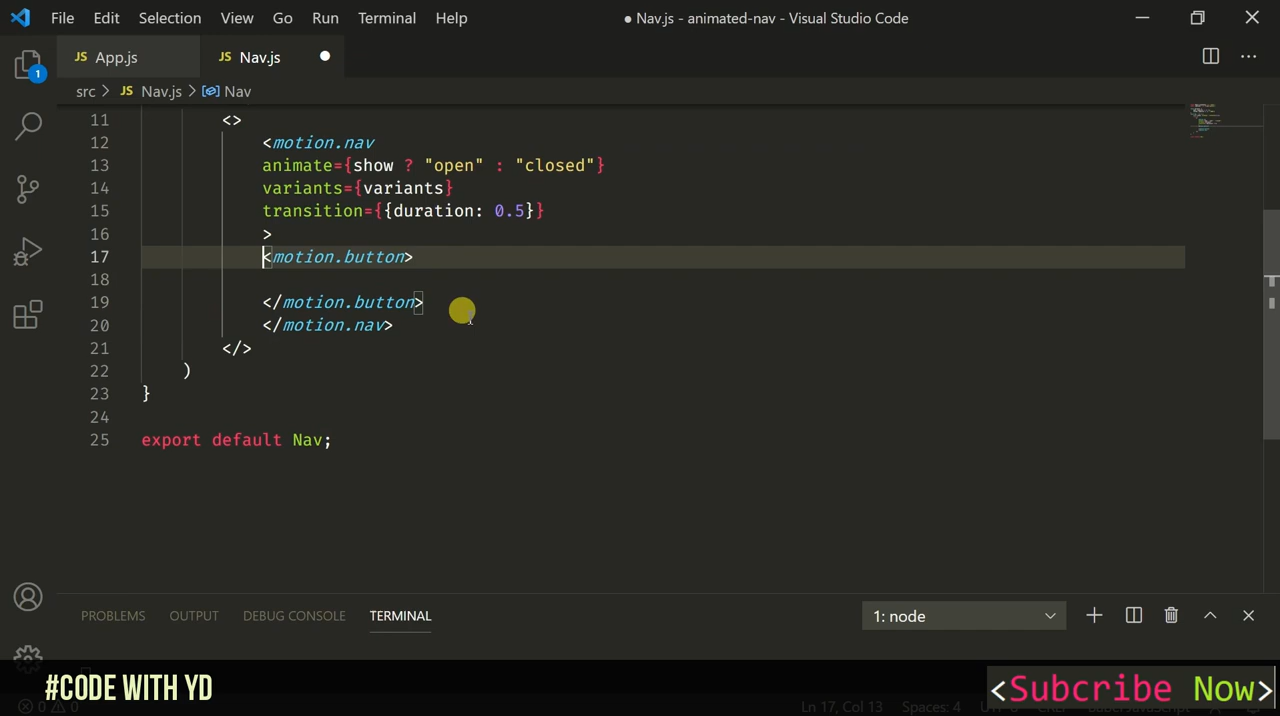 File Edit Selection View Go Run Terminal Help ● Nav.js - animated-nav - Visual Studio Code
JS App.js JS Nav.js ●
src > JS Nav.js > Nav
1
11 <>
12 <motion.nav
13 animate={show ? "open" : "closed"}
14 variants={variants}
15 transition={{duration: 0.5}}
16 >
17 <motion.button>
18
19 </motion.button>
20 </motion.nav>
21 </>
22 )
23 }
24
25 export default Nav;
PROBLEMS OUTPUT DEBUG CONSOLE TERMINAL 1: node
#CODE WITH YD <Subcribe Now>
0 0 Ln 17, Col 13 Spaces: 4